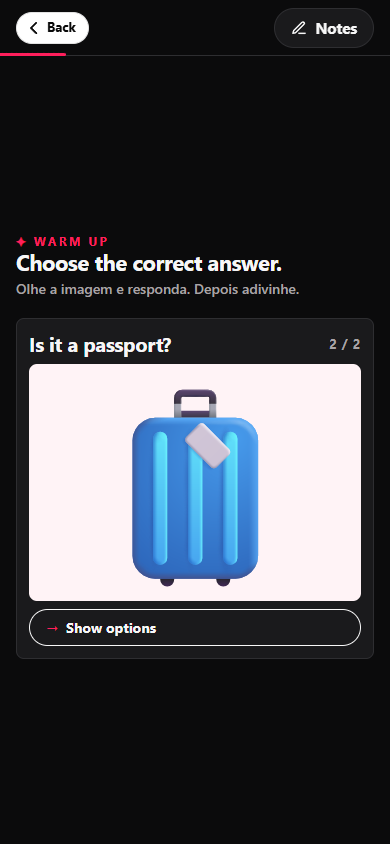 Back
Notes
WARM UP
Choose the correct answer.
Olhe a imagem e responda. Depois adivinhe.
Is it a passport?
2 / 2
→ Show options